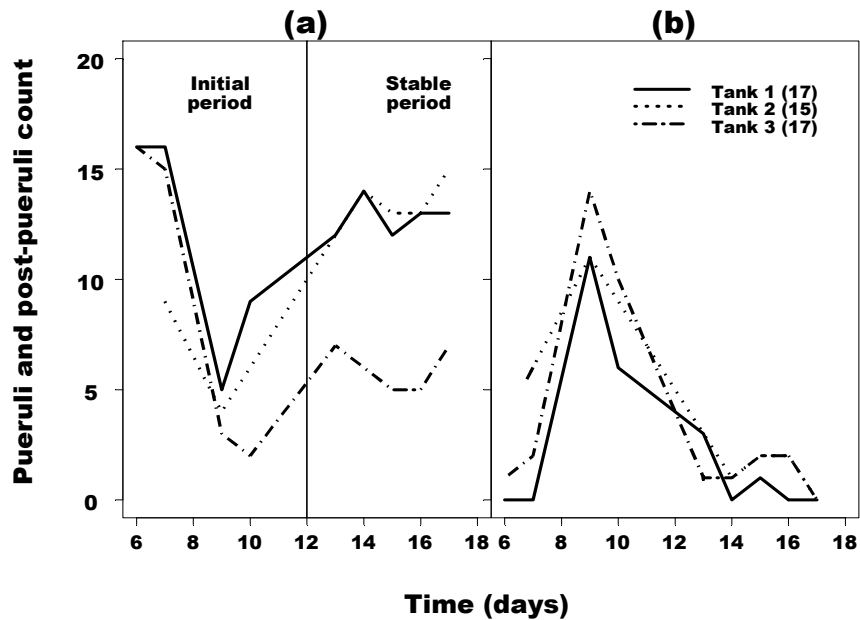 (a) (b)
Pueruli and post-pueruli count
20
15
10
5
0
Initial
period
Stable
period
Tank 1 (17)
Tank 2 (15)
Tank 3 (17)
6 8 10 12 14 16 18 6 8 10 12 14 16 18
Time (days)